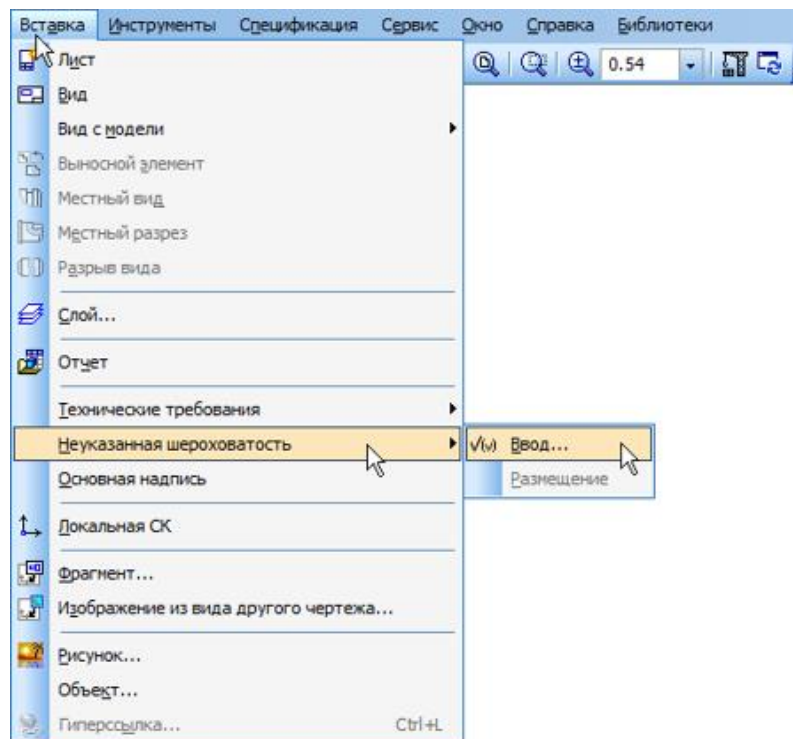 Вставка Инструменты Спецификация Сервис Окно Справка Библиотеки
Лист
0.54
Вид
Вид с модели
Выносной элемент
Местный вид
Местный разрез
Разрыв вида
Слой...
Отчет
Технические требования
Неуказанная шероховатость
Ввод...
Основная надпись
Размещение
Локальная СК
Фрагмент...
Изображение из вида другого чертежа...
Рисунок...
Объект...
Гиперссылка... Ctrl+L